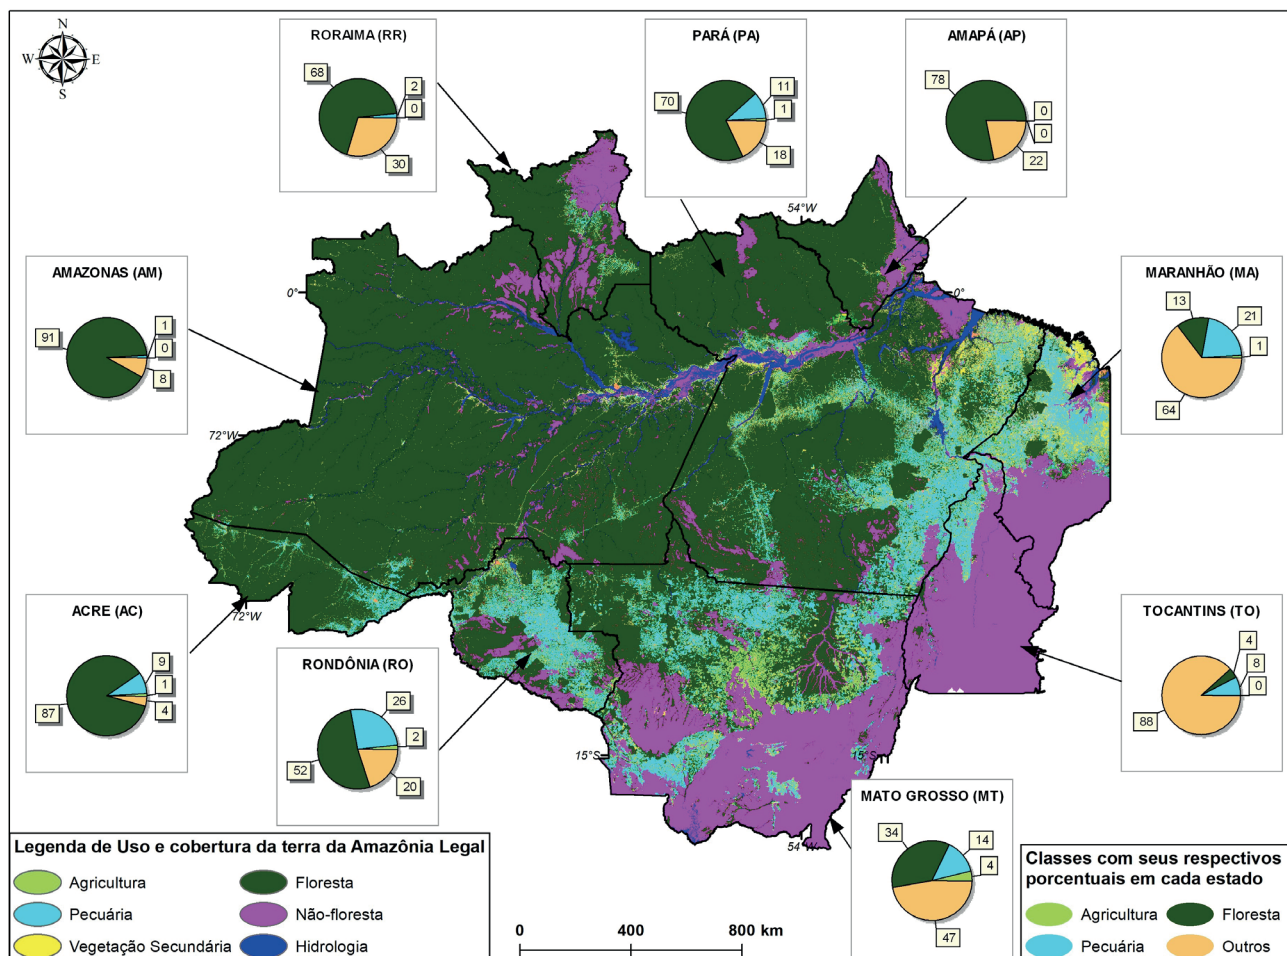 N
W
E
S
RORAIMA (RR)
68
2
0
30
PARÁ (PA)
70
11
1
18
AMAPÁ (AP)
78
0
0
22
54°W
AMAZONAS (AM)
91
1
0
8
0°
0°
MARANHÃO (MA)
13
21
1
64
72°W
ACRE (AC)
87
9
1
4
72°W
RONDÔNIA (RO)
26
2
52
20
TOCANTINS (TO)
4
8
0
88
15°S
15°S
54°W
MATO GROSSO (MT)
34
14
4
47
Legenda de Uso e cobertura da terra da Amazônia Legal
Agricultura
Floresta
Pecuária
Não-floresta
Vegetação Secundária
Hidrologia
0
400
800 km
Classes com seus respectivos
porcentuais em cada estado
Agricultura
Floresta
Pecuária
Outros